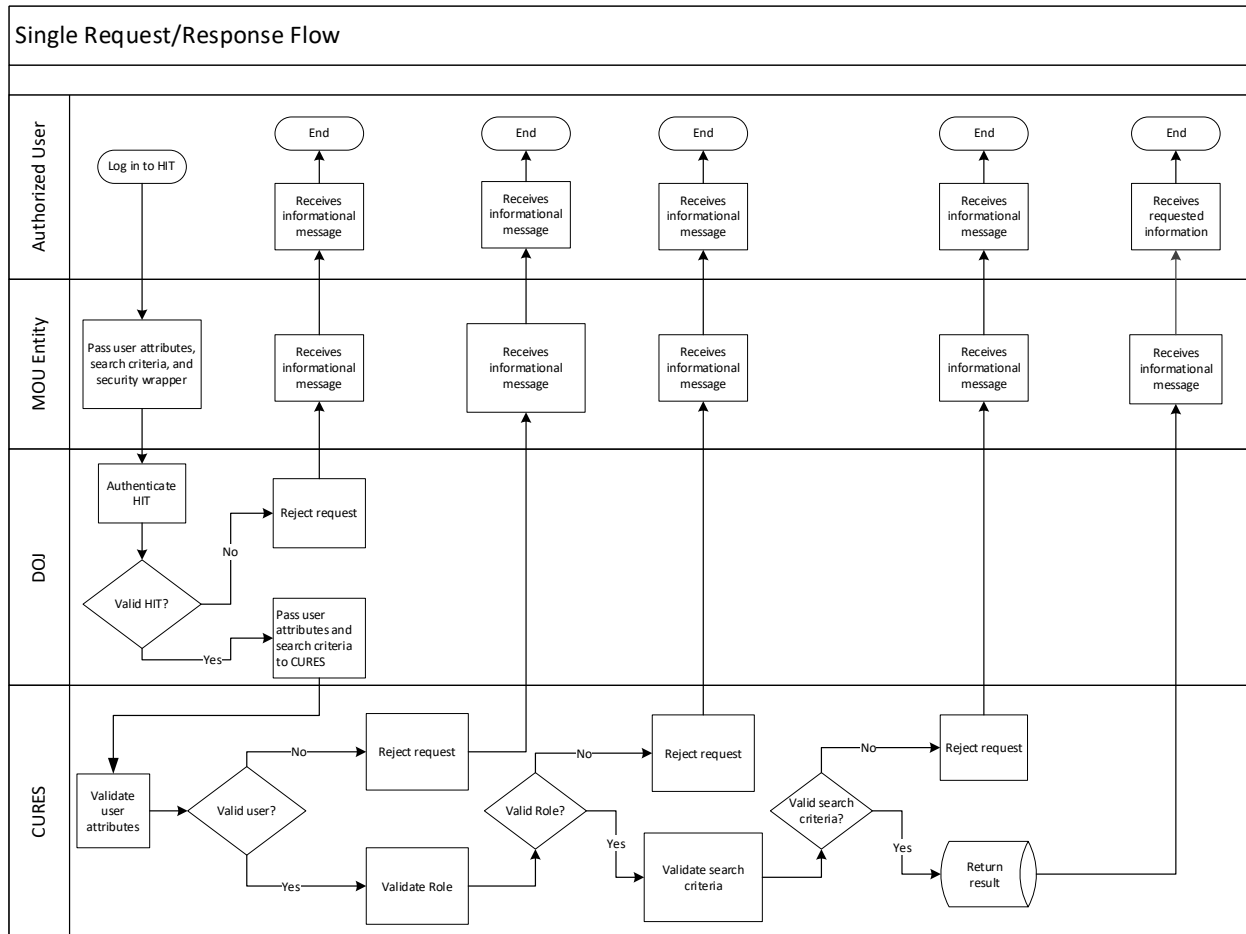 Single Request/Response Flow
Authorized User
Log in to HIT
End
End
End
End
End
Receives
informational
message
Receives
informational
message
Receives
informational
message
Receives
informational
message
Receives
requested
information
MOU Entity
Pass user attributes,
search criteria, and
security wrapper
Receives
informational
message
Receives
informational
message
Receives
informational
message
Receives
informational
message
Receives
informational
message
DOJ
Authenticate
HIT
Reject request
No
Valid HIT?
Pass user
attributes and
search criteria
to CURES
Yes
CURES
Validate
user
attributes
Valid user?
No
Reject request
Yes
Validate Role
Valid Role?
No
Reject request
Yes
Validate search
criteria
Valid search
criteria?
No
Reject request
Yes
Return
result